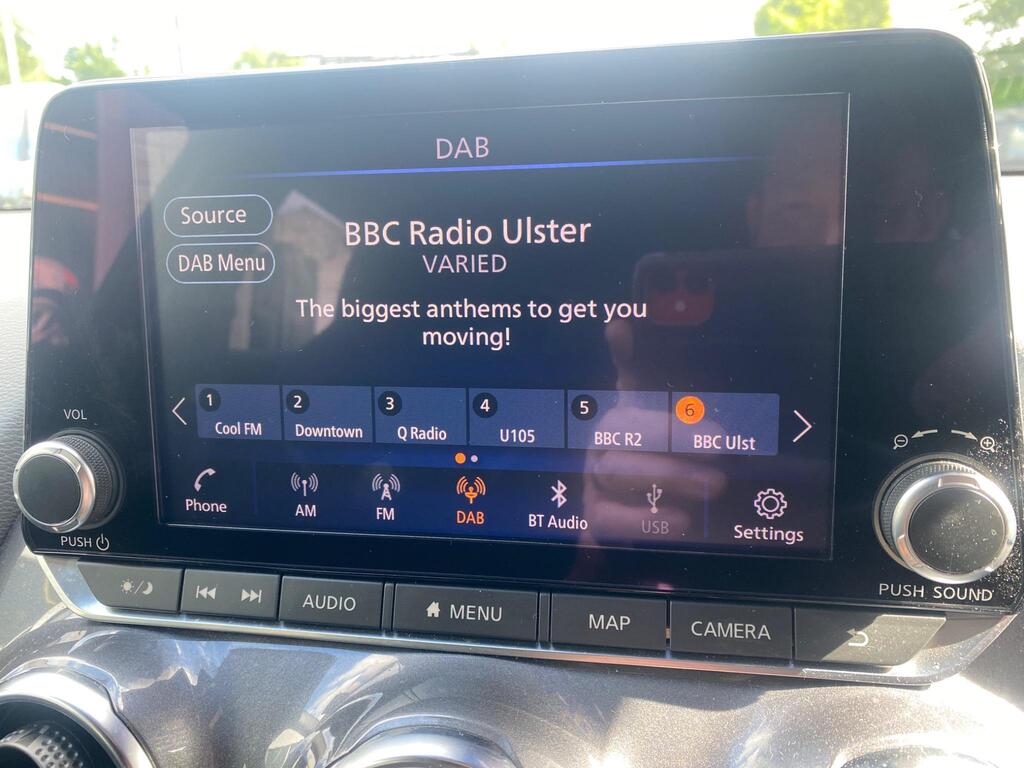 DAB
Source
BBC Radio Ulster
VARIED
DAB Menu
The biggest anthems to get you
moving!
1
Cool FM
2
Downtown
3
Q Radio
4
U105
5
BBC R2
6
BBC Ulst
VOL
PUSH
Phone
AM
FM
DAB
BT Audio
USB
Settings
PUSH SOUND
AUDIO
MENU
MAP
CAMERA